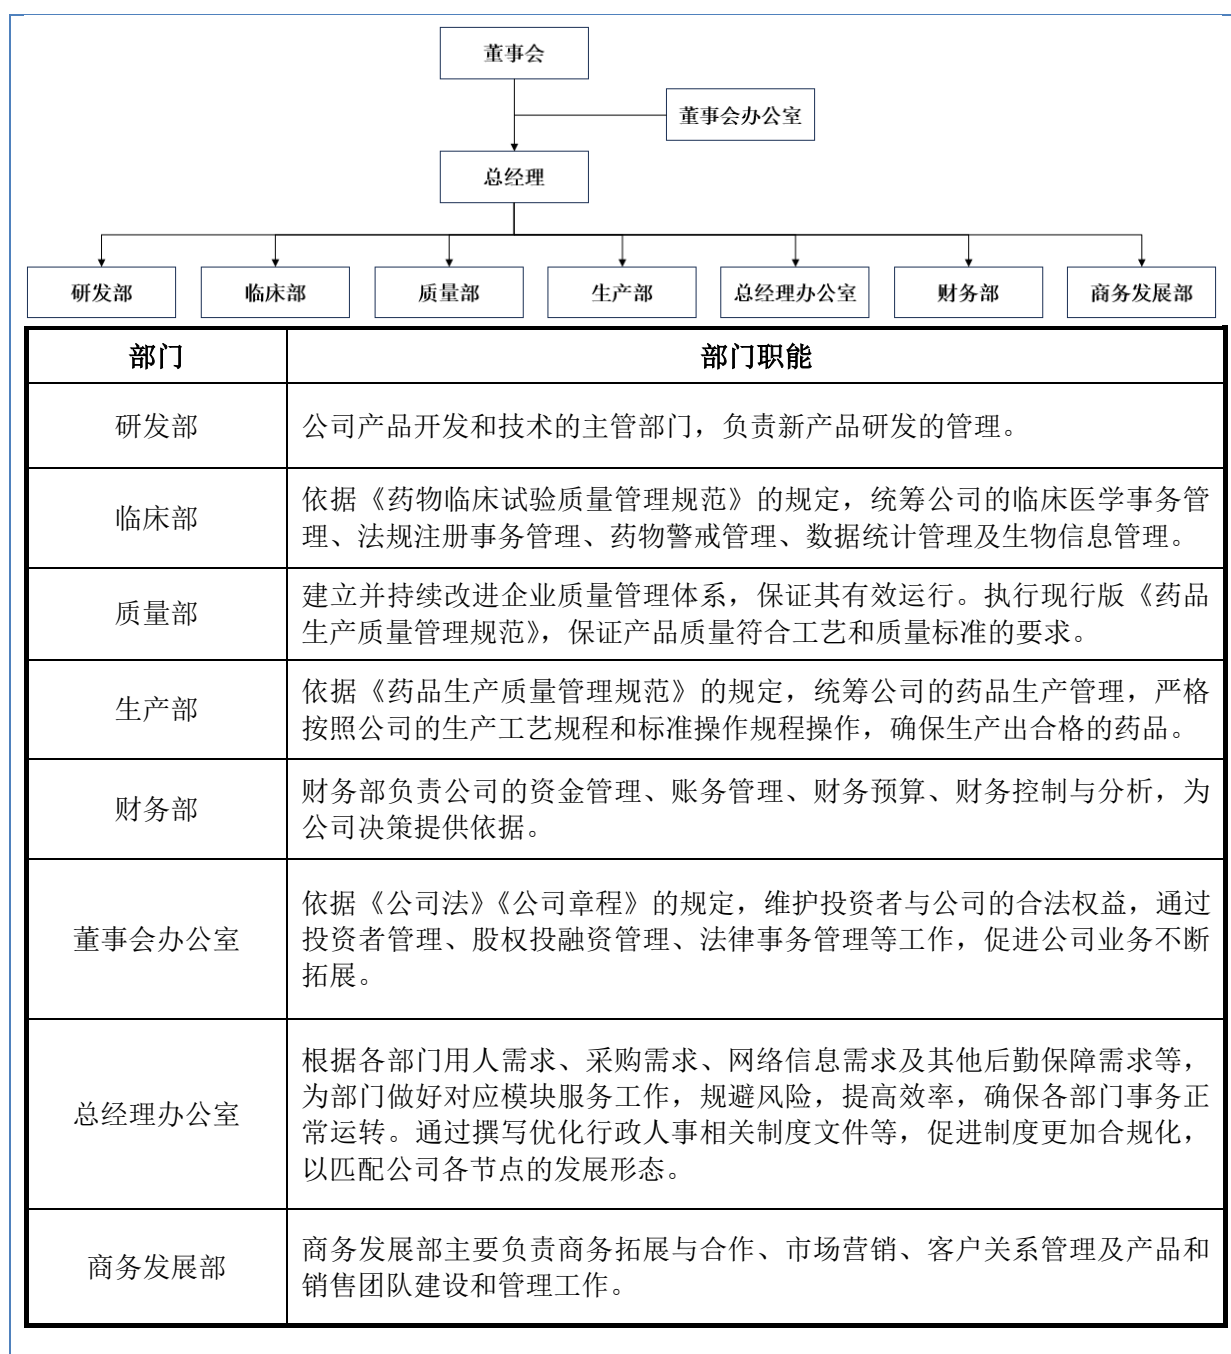 董事会
董事会办公室
总经理
研发部
临床部
质量部
生产部
总经理办公室
财务部
商务发展部
部门
部门职能
研发部
公司产品开发和技术的主管部门，负责新产品研发的管理。
临床部
依据《药物临床试验质量管理规范》的规定，统筹公司的临床医学事务管
理、法规注册事务管理、药物警戒管理、数据统计管理及生物信息管理。
质量部
建立并持续改进企业质量管理体系，保证其有效运行。执行现行版《药品
生产质量管理规范》，保证产品质量符合工艺和质量标准的要求。
生产部
依据《药品生产质量管理规范》的规定，统筹公司的药品生产管理，严格
按照公司的生产工艺规程和标准操作规程操作，确保生产出合格的药品。
财务部
财务部负责公司的资金管理、账务管理、财务预算、财务控制与分析，为
公司决策提供依据。
董事会办公室
依据《公司法》《公司章程》的规定，维护投资者与公司的合法权益，通过
投资者管理、股权投融资管理、法律事务管理等工作，促进公司业务不断
拓展。
总经理办公室
根据各部门用人需求、采购需求、网络信息需求及其他后勤保障需求等，
为部门做好对应模块服务工作，规避风险，提高效率，确保各部门事务正
常运转。通过撰写优化行政人事相关制度文件等，促进制度更加合规化，
以匹配公司各节点的发展形态。
商务发展部
商务发展部主要负责商务拓展与合作、市场营销、客户关系管理及产品和
销售团队建设和管理工作。